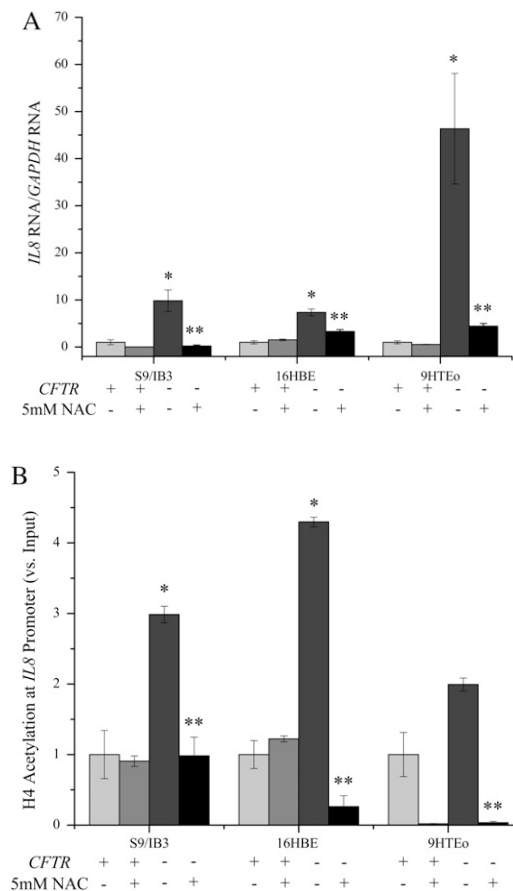 A
IL8 RNA/GAPDH RNA
70
60
50
40
30
20
10
0
*
**
*
**
*
**
S9/IB3 16HBE 9HTEo
CFTR + + - - + + - - + + - -
5mM NAC - + - + - + - + - + - +
B
H4 Acetylation at IL8 Promoter (vs. Input)
5
4
3
2
1
0
*
**
*
**
**
S9/IB3 16HBE 9HTEo
CFTR + + - - + + - - + + - -
5mM NAC - + - + - + - + - + - +